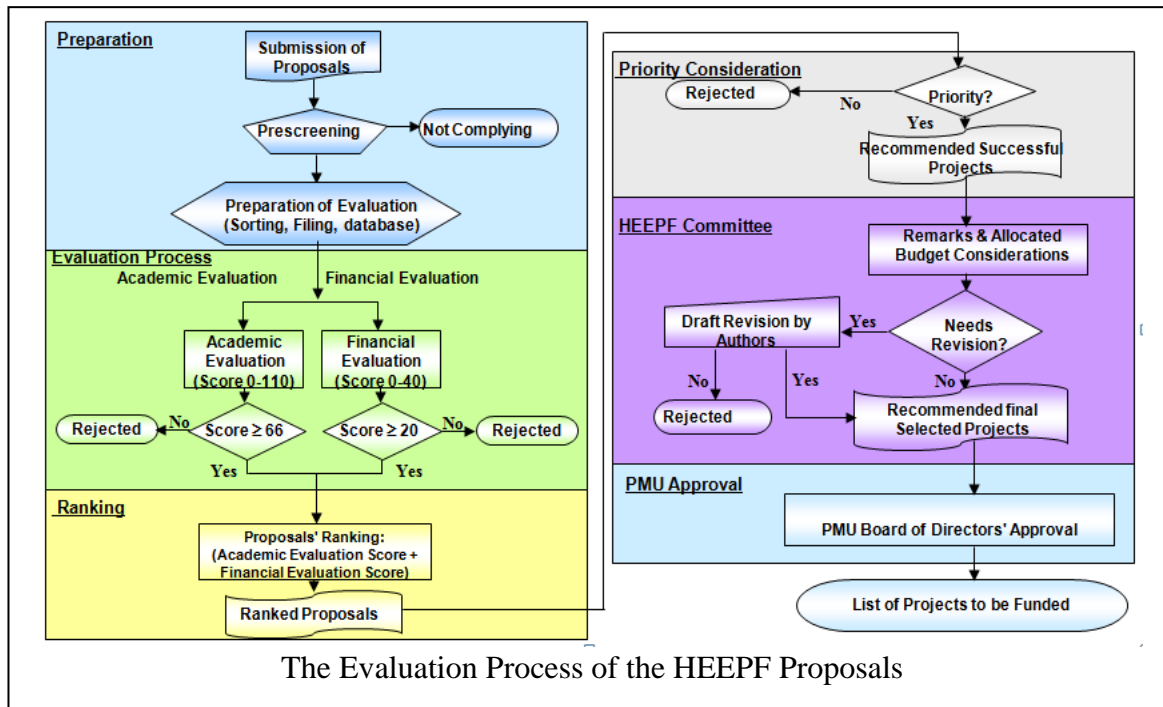 Preparation
Submission of
Proposals
Prescreening
Not Complying
Preparation of Evaluation
(Sorting, Filing, database)
Evaluation Process
Academic Evaluation
Financial Evaluation
Academic
Evaluation
(Score 0-110)
Financial
Evaluation
(Score 0-40)
Rejected
No
Score ≥ 66
Score ≥ 20
No
Rejected
Yes
Yes
Ranking
Proposals' Ranking:
(Academic Evaluation Score +
Financial Evaluation Score)
Ranked Proposals
Priority Consideration
Rejected
No
Priority?
Yes
Recommended Successful
Projects
HEEPF Committee
Remarks & Allocated
Budget Considerations
Draft Revision by
Authors
Yes
Needs
Revision?
No
Yes
No
Rejected
Recommended final
Selected Projects
PMU Approval
PMU Board of Directors' Approval
List of Projects to be Funded
The Evaluation Process of the HEEPF Proposals